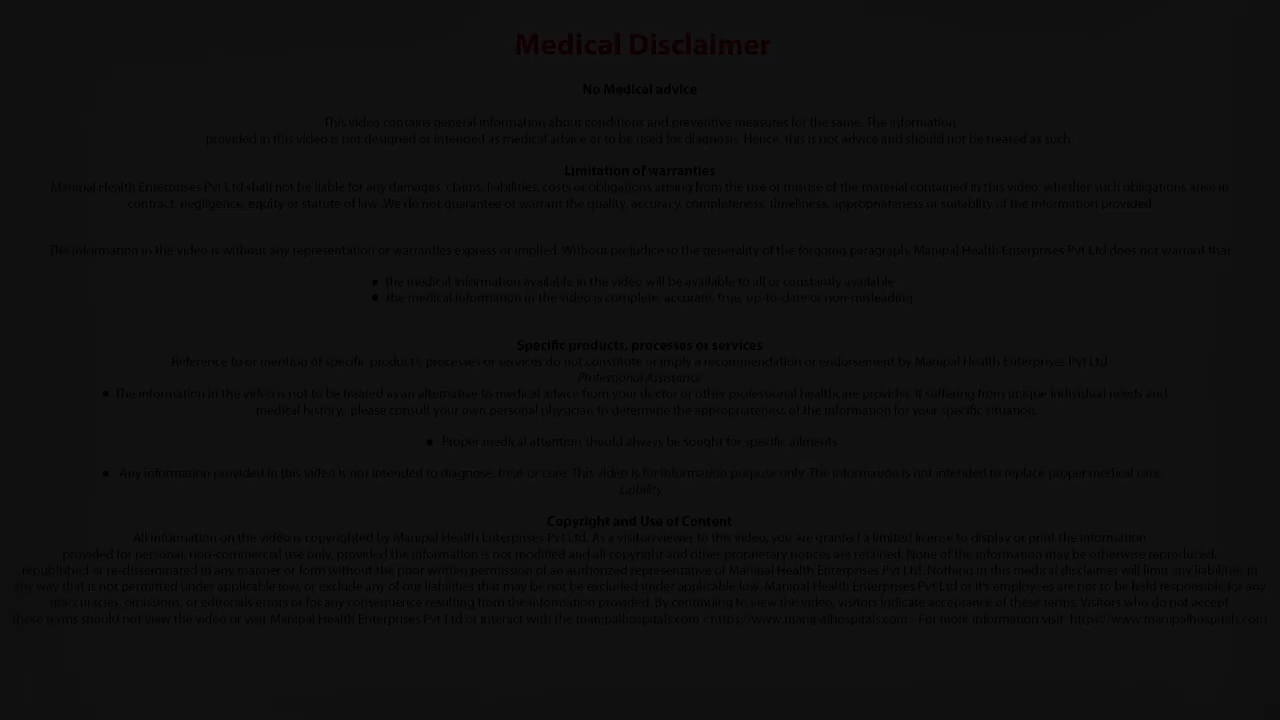 Medical Disclaimer
No Medical advice
This video contains general information about conditions and preventive measures for the same. The information
provided in this video is not designed or intended as medical advice or to be used for diagnosis. Hence, this is not advice and should not be treated as such.
Limitation of warranties
Manipal Health Enterprises Pvt Ltd shall not be liable for any damages, claims, liabilities, costs or obligations arising from the use or misuse of the material contained in this video, whether such obligations arise in
contract, negligence, equity or statute of law .We do not guarantee or warrant the quality, accuracy, completeness, timeliness, appropriateness or suitablity of the information provided
The information in the video is without any representation or warranties express or implied. Without prejudice to the generality of the forgoing paragraph, Manipal Health Enterprises Pvt Ltd does not warrant that
● the medical information available in the video will be available to all or constantly available
● the medical information in the video is complete, accurate, true, up-to-date or non-misleading
Specific products, processes or services
Reference to or mention of specific products, processes or services do not constitute or imply a recommendation or endorsement by Manipal Health Enterprises Pvt Ltd
Professional Assistance
● The information in the video is not to be traited as an alternative to medical advice from your doctor or other professional healthcare provider. If suffering from unique individual needs and
medical history, please consult your own personal physician to determine the appropriateness of the information for your specific situation.
● Proper medical attention should always be sought for specific ailments
● Any information provided in this video is not intended to diagnose, treat or cure. This video is for information purpose only. The information is not intended to replace proper medical care.
Liability
Copyright and Use of Content
All information on the video is copyrighted by Manipal Health Enterprises Pvt Ltd. As a visitor/viewer to this video, you are granted a limited license to display or print the information
provided for personal, non-commercial use only, provided the information is not modified and all copyright and other proprietary notices are retained. None of the information may be otherwise reproduced,
republished or re-disseminated in any manner or form without the prior written permission of an authorized representative of Manipal Health Enterprises Pvt Ltd. Nothing in this medical disclaimer will limit any liabilities in
any way that is not permitted under applicable low, or exclude any of our liabilities that may be not be excluded under applicable low. Manipal Health Enterprises Pvt Ltd or it's employees are not to be held responsible for any
inaccuracies, omissions, or editorials errors or for any consequence resulting from the information provided. By continuing to view the video, visitors indicate acceptance of these terms. Visitors who do not accept
these terms should not view the video or visit Manipal Health Enterprises Pvt Ltd or interact with the manipalhospitals.com <https://www.manipalhospitals.com>. For more information visit https://www.manipalhospitals.com